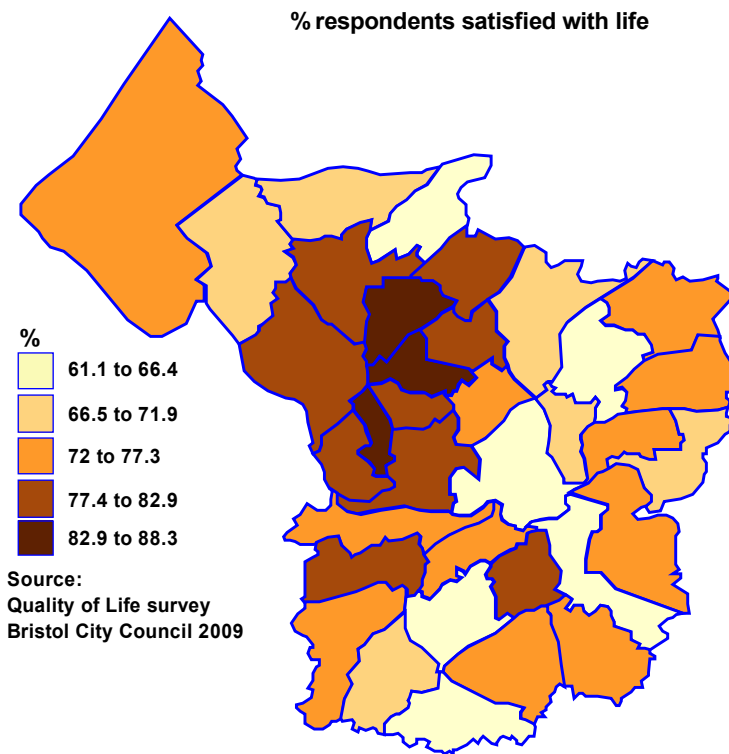 % respondents satisfied with life
%
61.1 to 66.4
66.5 to 71.9
72 to 77.3
77.4 to 82.9
82.9 to 88.3
Source:
Quality of Life survey
Bristol City Council 2009